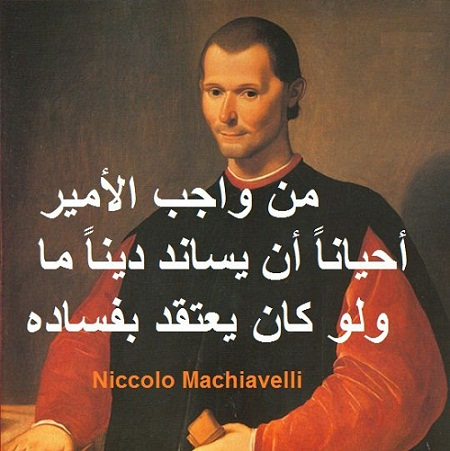 من واجب الأمير
أحياناً أن يساند ديناً ما
ولو كان يعتقد بفساده
Niccolo Machiavelli